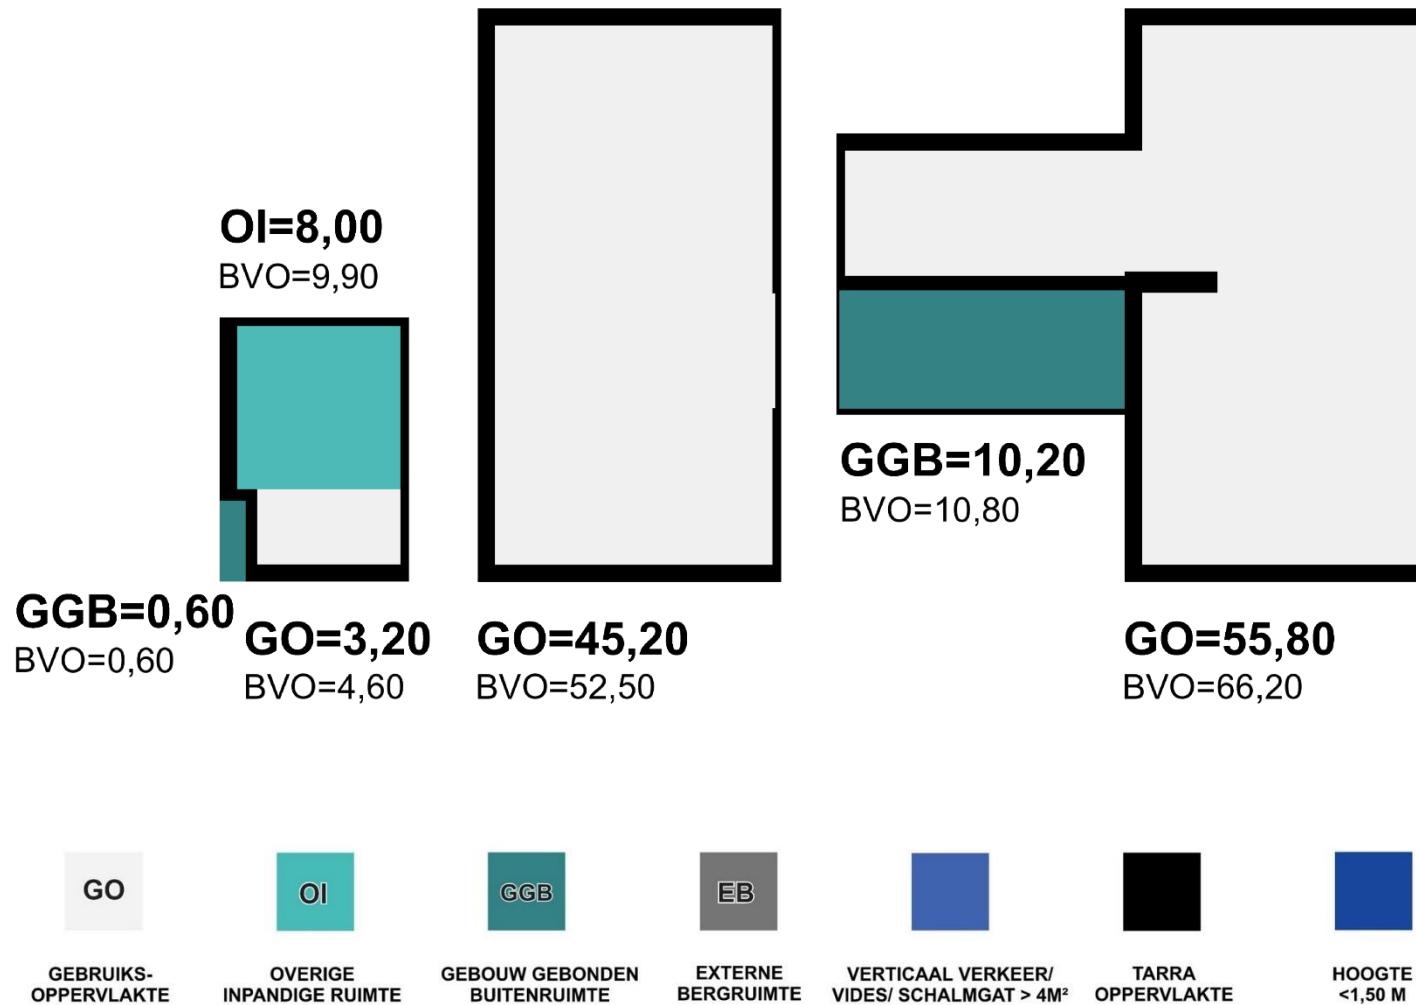 OI=8,00
BVO=9,90
GGB=10,20
BVO=10,80
GGB=0,60
BVO=0,60
GO=3,20
BVO=4,60
GO=45,20
BVO=52,50
GO=55,80
BVO=66,20
GO
OI
GGB
EB
GEBRUIKS-
OPPERVLAKTE
OVERIGE
INPANDIGE RUIMTE
GEBOUW GEBONDEN
BUITENRUIMTE
EXTERNE
BERGRUIMTE
VERTICAAL VERKEER/
VIDES/ SCHALMGAT > 4M²
TARRA
OPPERVLAKTE
HOOGTE
<1,50 M